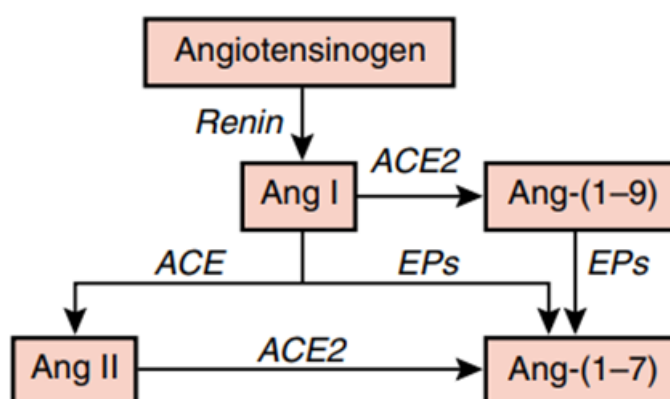 Angiotensinogen
Renin
ACE2
Ang I
Ang-(1–9)
ACE
EPs
EPs
ACE2
Ang II
Ang-(1–7)